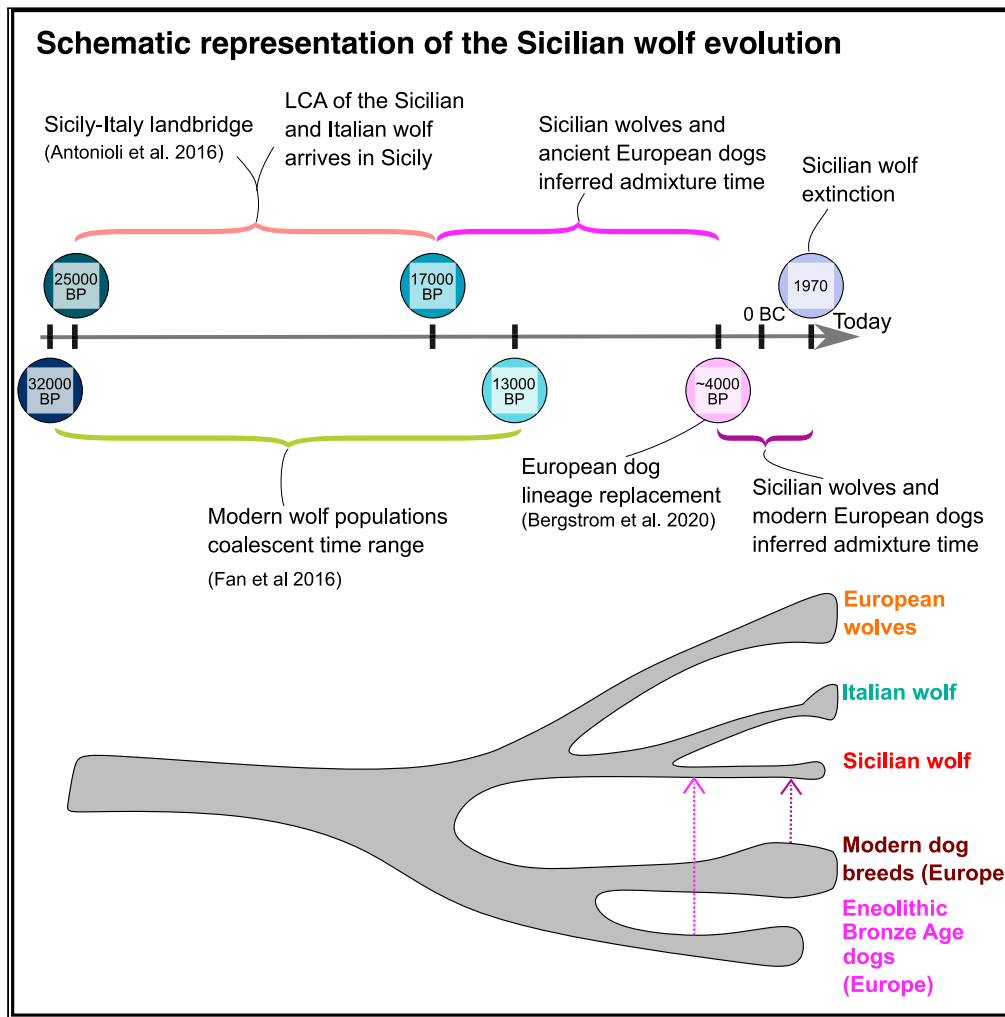 Schematic representation of the Sicilian wolf evolution
Sicily-Italy landbridge
(Antonioli et al. 2016)
LCA of the Sicilian
and Italian wolf
arrives in Sicily
Sicilian wolves and
ancient European dogs
inferred admixture time
Sicilian wolf
extinction
25000
BP
17000
BP
1970
0 BC
Today
32000
BP
13000
BP
~4000
BP
Modern wolf populations
coalescent time range
(Fan et al 2016)
European dog
lineage replacement
(Bergstrom et al. 2020)
Sicilian wolves and
modern European dogs
inferred admixture time
European
wolves
Italian wolf
Sicilian wolf
Modern dog
breeds (Europe
Eneolithic
Bronze Age
dogs
(Europe)